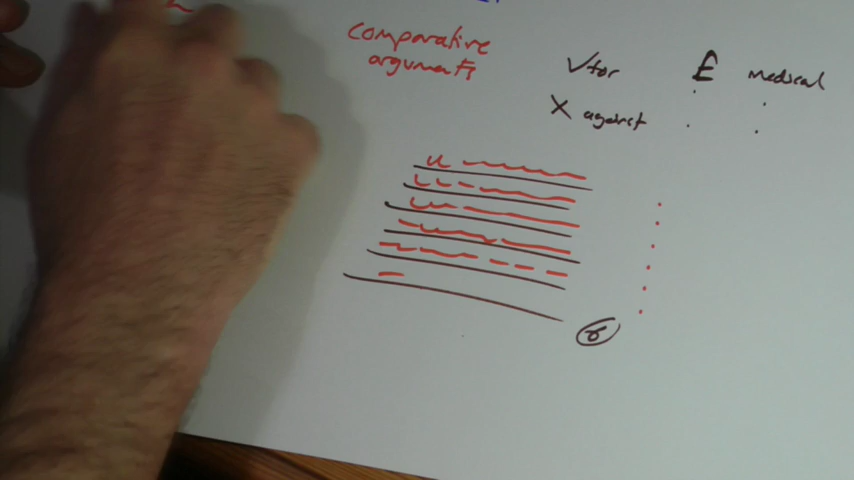 comparative
arguments
✓for £ medical
X against